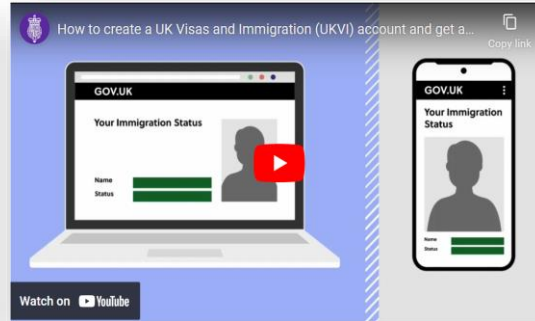 How to create a UK Visas and Immigration (UKVI) account and get a...
Copy link
GOV.UK
Your Immigration Status
Name
Status
GOV.UK
Your Immigration
Status
Name
Status
Watch on YouTube